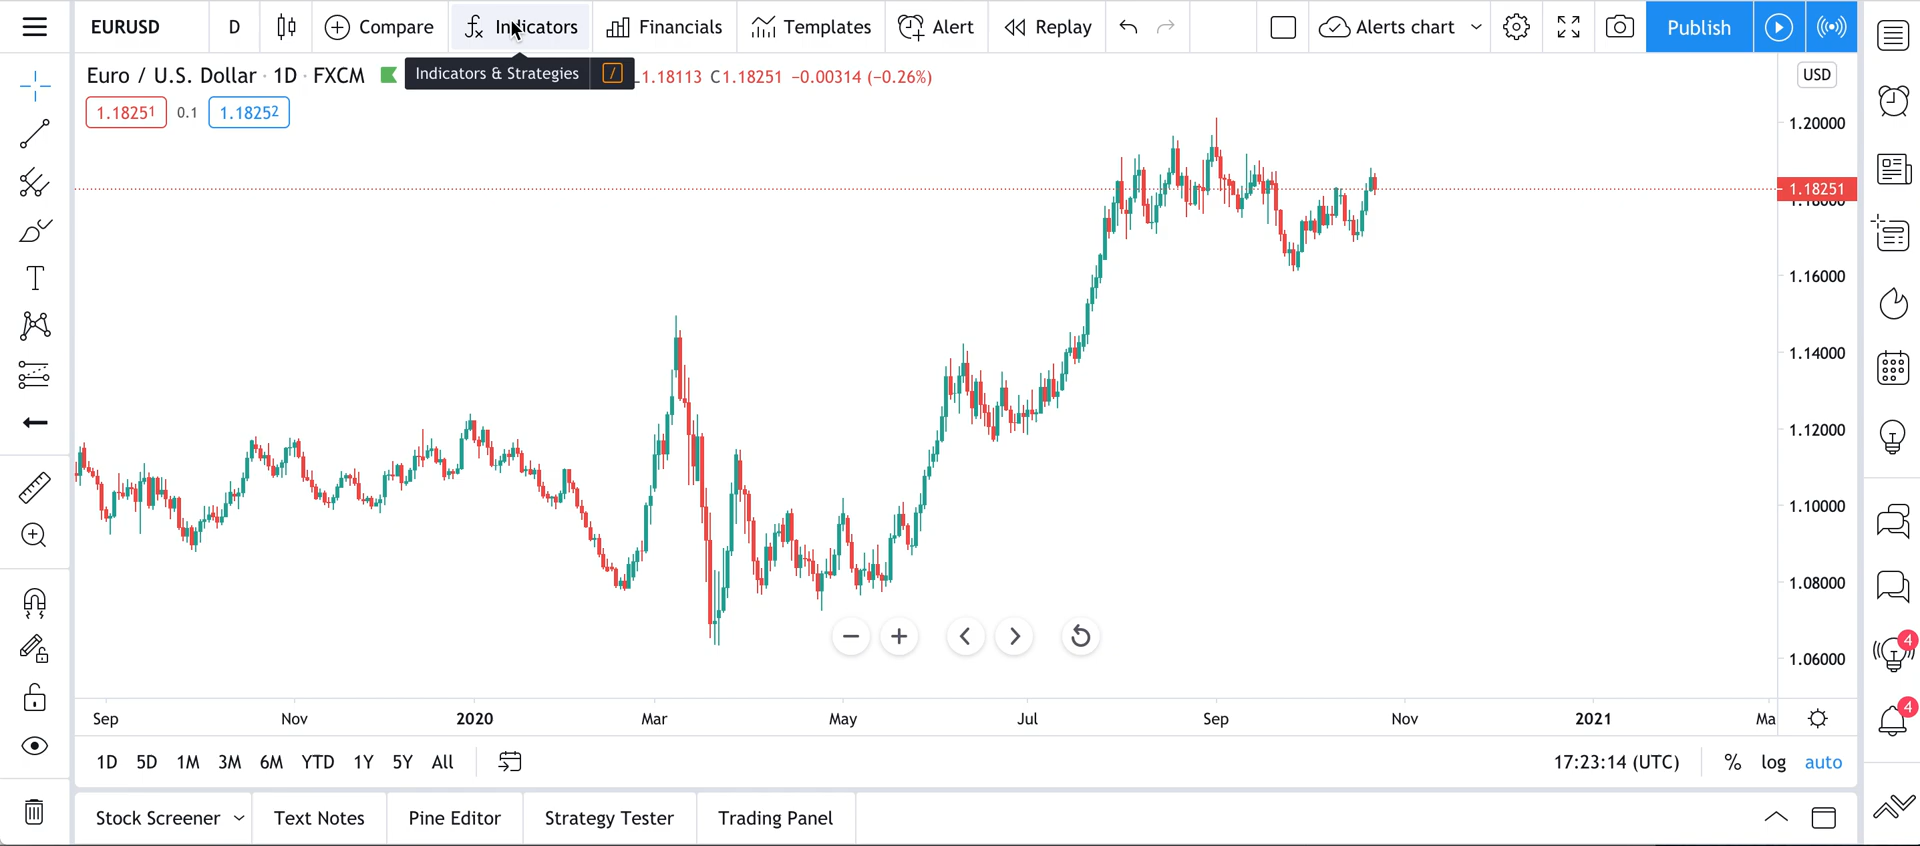 EURUSD D Compare Indicators Financials Templates Alert Replay Alerts chart Publish
Euro / U.S. Dollar · 1D · FXCM Indicators & Strategies / L1.18113 C1.18251 −0.00314 (−0.26%) USD
1.18251 0.1 1.18252
1.20000
1.18251
1.18000
1.16000
1.14000
1.12000
1.10000
1.08000
1.06000
Sep Nov 2020 Mar May Jul Sep Nov 2021 Ma
1D 5D 1M 3M 6M YTD 1Y 5Y All 17:23:14 (UTC) % log auto
Stock Screener Text Notes Pine Editor Strategy Tester Trading Panel
4
4